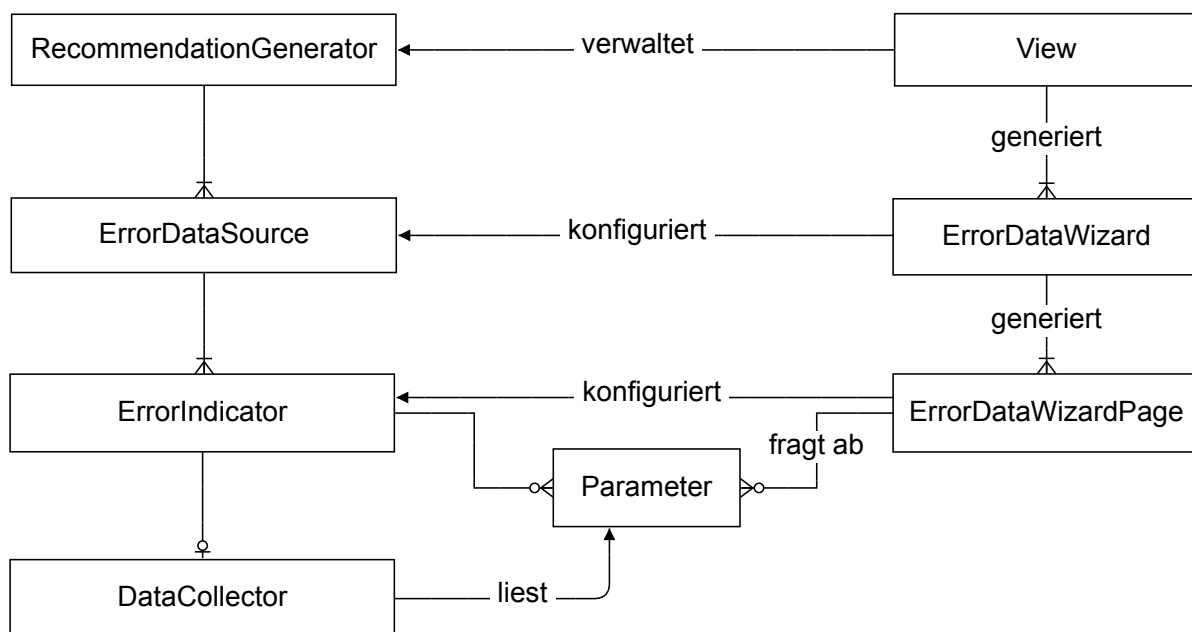 RecommendationGenerator
verwaltet
View
generiert
ErrorDataSource
konfiguriert
ErrorDataWizard
generiert
ErrorIndicator
konfiguriert
ErrorDataWizardPage
fragt ab
Parameter
DataCollector
liest